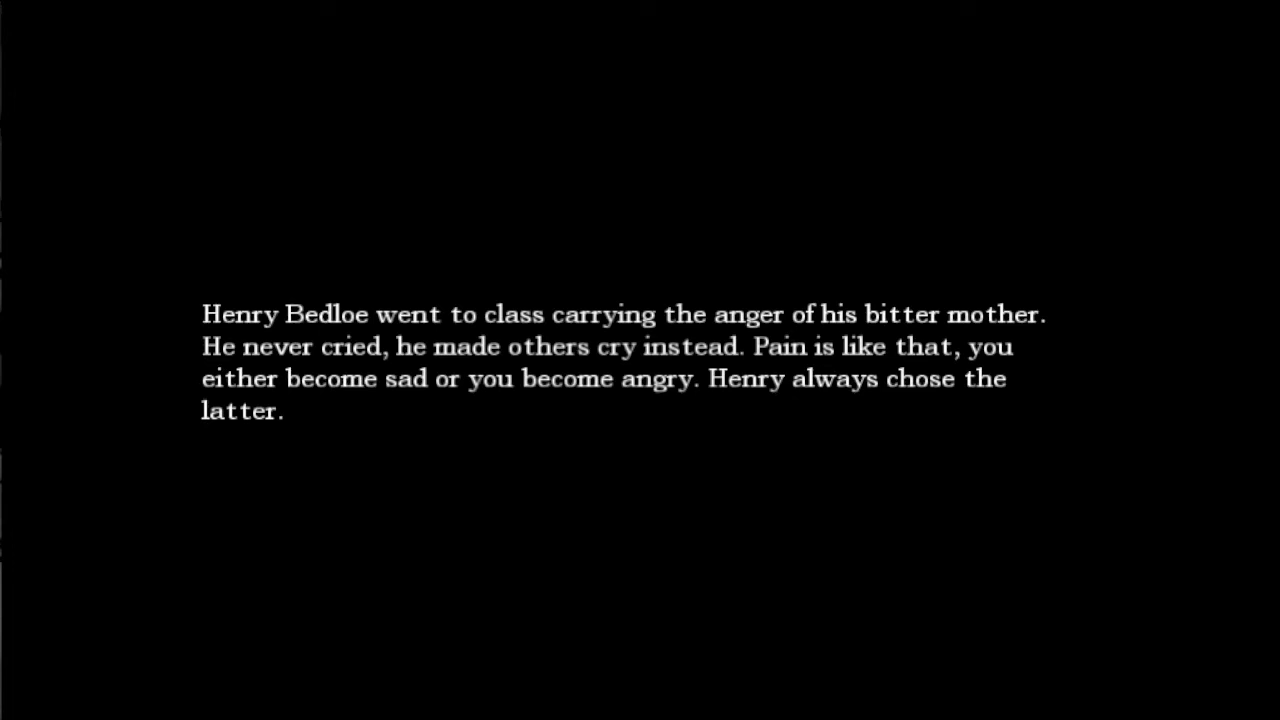 Henry Bedloe went to class carrying the anger of his bitter mother.
He never cried, he made others cry instead. Pain is like that, you
either become sad or you become angry. Henry always chose the
latter.